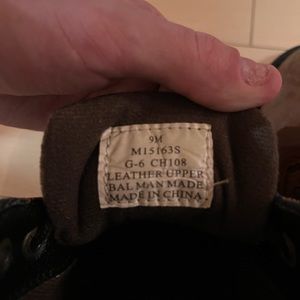 9M
M15163S
G-6 CH108
LEATHER UPPER
BAL MAN MADE
MADE IN CHINA